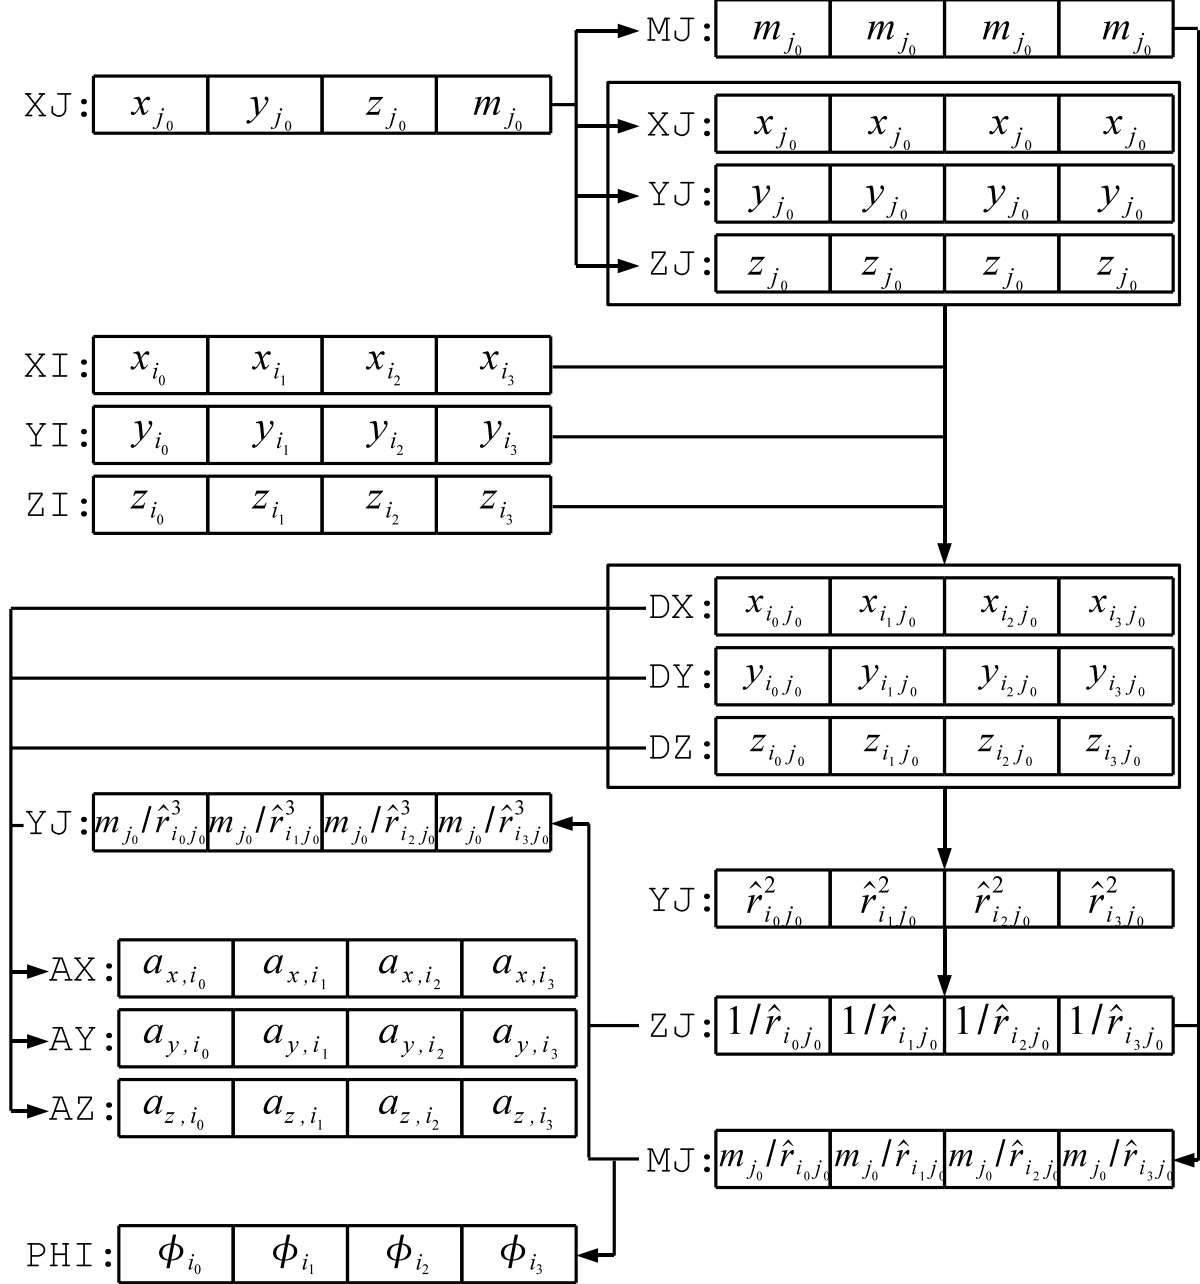 MJ: m_{j_0} m_{j_0} m_{j_0} m_{j_0}
XJ: x_{j_0} y_{j_0} z_{j_0} m_{j_0}
XJ: x_{j_0} x_{j_0} x_{j_0} x_{j_0}
YJ: y_{j_0} y_{j_0} y_{j_0} y_{j_0}
ZJ: z_{j_0} z_{j_0} z_{j_0} z_{j_0}
XI: x_{i_0} x_{i_1} x_{i_2} x_{i_3}
YI: y_{i_0} y_{i_1} y_{i_2} y_{i_3}
ZI: z_{i_0} z_{i_1} z_{i_2} z_{i_3}
DX: x_{i_0 j_0} x_{i_1 j_0} x_{i_2 j_0} x_{i_3 j_0}
DY: y_{i_0 j_0} y_{i_1 j_0} y_{i_2 j_0} y_{i_3 j_0}
DZ: z_{i_0 j_0} z_{i_1 j_0} z_{i_2 j_0} z_{i_3 j_0}
YJ: m_{j_0}/r̂^3_{i_0 j_0} m_{j_0}/r̂^3_{i_1 j_0} m_{j_0}/r̂^3_{i_2 j_0} m_{j_0}/r̂^3_{i_3 j_0}
YJ: r̂^2_{i_0 j_0} r̂^2_{i_1 j_0} r̂^2_{i_2 j_0} r̂^2_{i_3 j_0}
AX: a_{x,i_0} a_{x,i_1} a_{x,i_2} a_{x,i_3}
ZJ: 1/r̂_{i_0 j_0} 1/r̂_{i_1 j_0} 1/r̂_{i_2 j_0} 1/r̂_{i_3 j_0}
AY: a_{y,i_0} a_{y,i_1} a_{y,i_2} a_{y,i_3}
AZ: a_{z,i_0} a_{z,i_1} a_{z,i_2} a_{z,i_3}
MJ: m_{j_0}/r̂_{i_0 j_0} m_{j_0}/r̂_{i_1 j_0} m_{j_0}/r̂_{i_2 j_0} m_{j_0}/r̂_{i_3 j_0}
PHI: ϕ_{i_0} ϕ_{i_1} ϕ_{i_2} ϕ_{i_3}